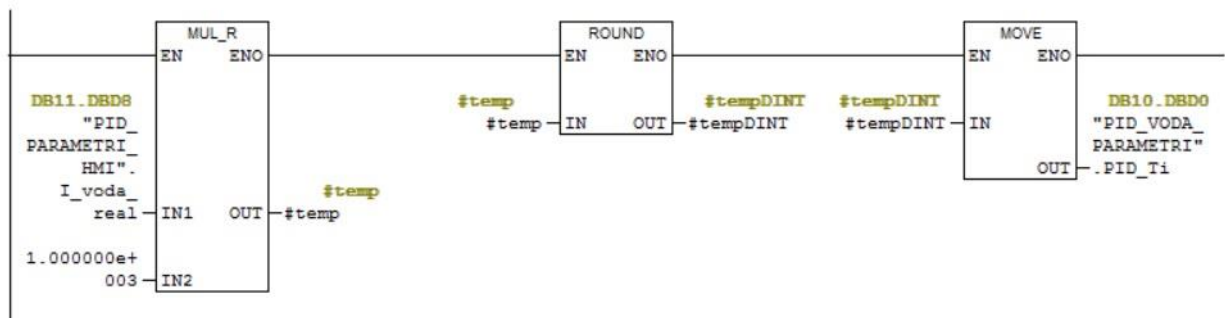 MUL_R
EN ENO
DB11.DBD8
"PID_
PARAMETRI_
HMI".
I_voda_
real
IN1 OUT
#temp
#temp
1.000000e+
003
IN2
ROUND
EN ENO
#temp
#temp
IN OUT
#tempDINT
#tempDINT
MOVE
EN ENO
#tempDINT
#tempDINT
IN
OUT
DB10.DBD0
"PID_VODA_
PARAMETRI"
.PID_Ti